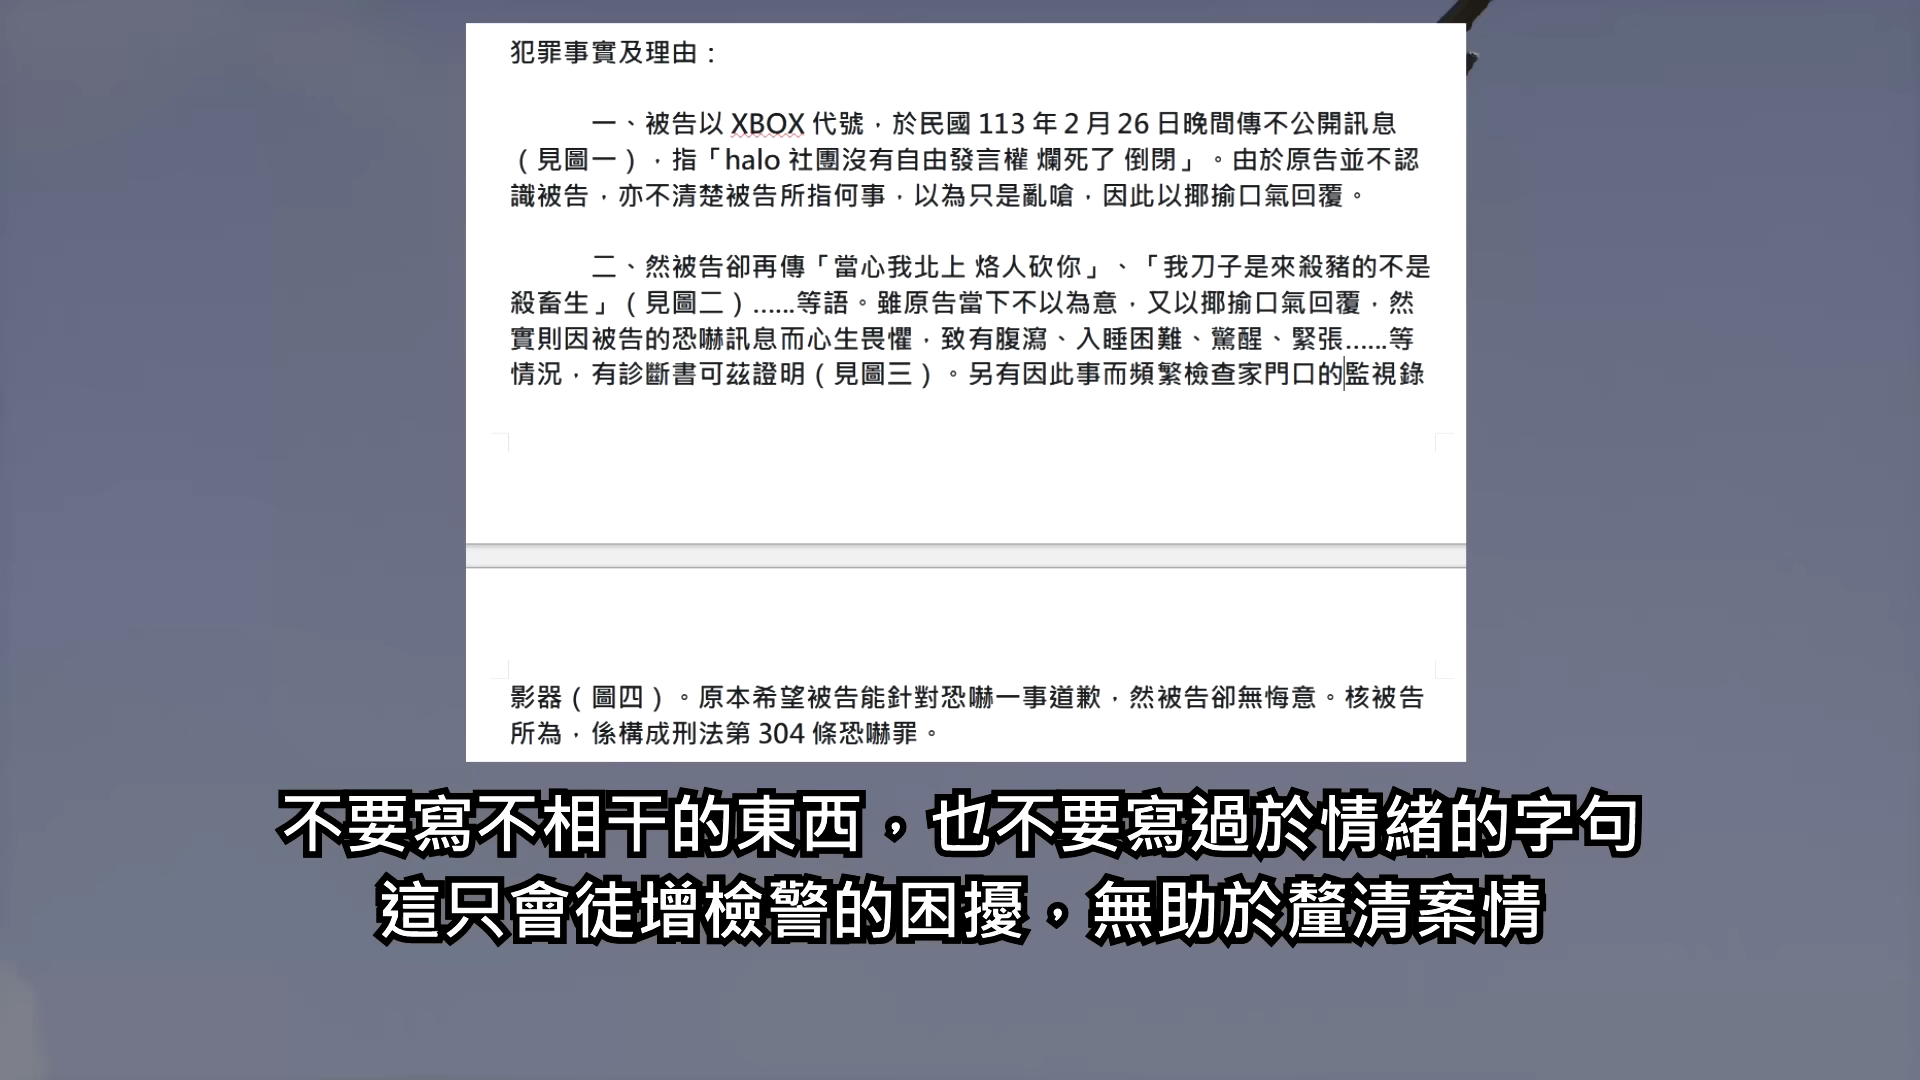 犯罪事實及理由：
一、被告以 XBOX 代號，於民國 113 年 2 月 26 日晚間傳不公開訊息
（見圖一），指「halo 社團沒有自由發言權 爛死了 倒閉」。由於原告並不認
識被告，亦不清楚被告所指何事，以為只是亂嗆，因此以揶揄口氣回覆。
二、然被告卻再傳「當心我北上 烙人砍你」、「我刀子是來殺豬的不是
殺畜生」（見圖二）......等語。雖原告當下不以為意，又以揶揄口氣回覆，然
實則因被告的恐嚇訊息而心生畏懼，致有腹瀉、入睡困難、驚醒、緊張......等
情況，有診斷書可茲證明（見圖三）。另有因此事而頻繁檢查家門口的監視錄
影器（圖四）。原本希望被告能針對恐嚇一事道歉，然被告卻無悔意。核被告
所為，係構成刑法第 304 條恐嚇罪。
不要寫不相干的東西，也不要寫過於情緒的字句
這只會徒增檢警的困擾，無助於釐清案情